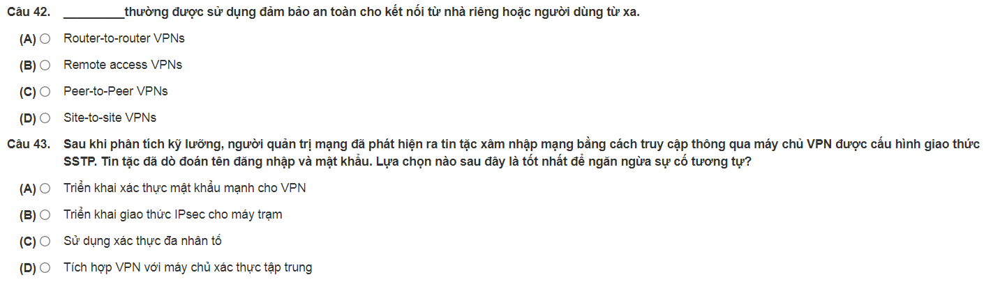 Câu 42. __________thường được sử dụng đảm bảo an toàn cho kết nối từ nhà riêng hoặc người dùng từ xa.
(A) Router-to-router VPNs
(B) Remote access VPNs
(C) Peer-to-Peer VPNs
(D) Site-to-site VPNs
Câu 43. Sau khi phân tích kỹ lưỡng, người quản trị mạng đã phát hiện ra tin tặc xâm nhập mạng bằng cách truy cập thông qua máy chủ VPN được cấu hình giao thức
SSTP. Tin tặc đã dò đoán tên đăng nhập và mật khẩu. Lựa chọn nào sau đây là tốt nhất để ngăn ngừa sự cố tương tự?
(A) Triển khai xác thực mật khẩu mạnh cho VPN
(B) Triển khai giao thức IPsec cho máy trạm
(C) Sử dụng xác thực đa nhân tố
(D) Tích hợp VPN với máy chủ xác thực tập trung